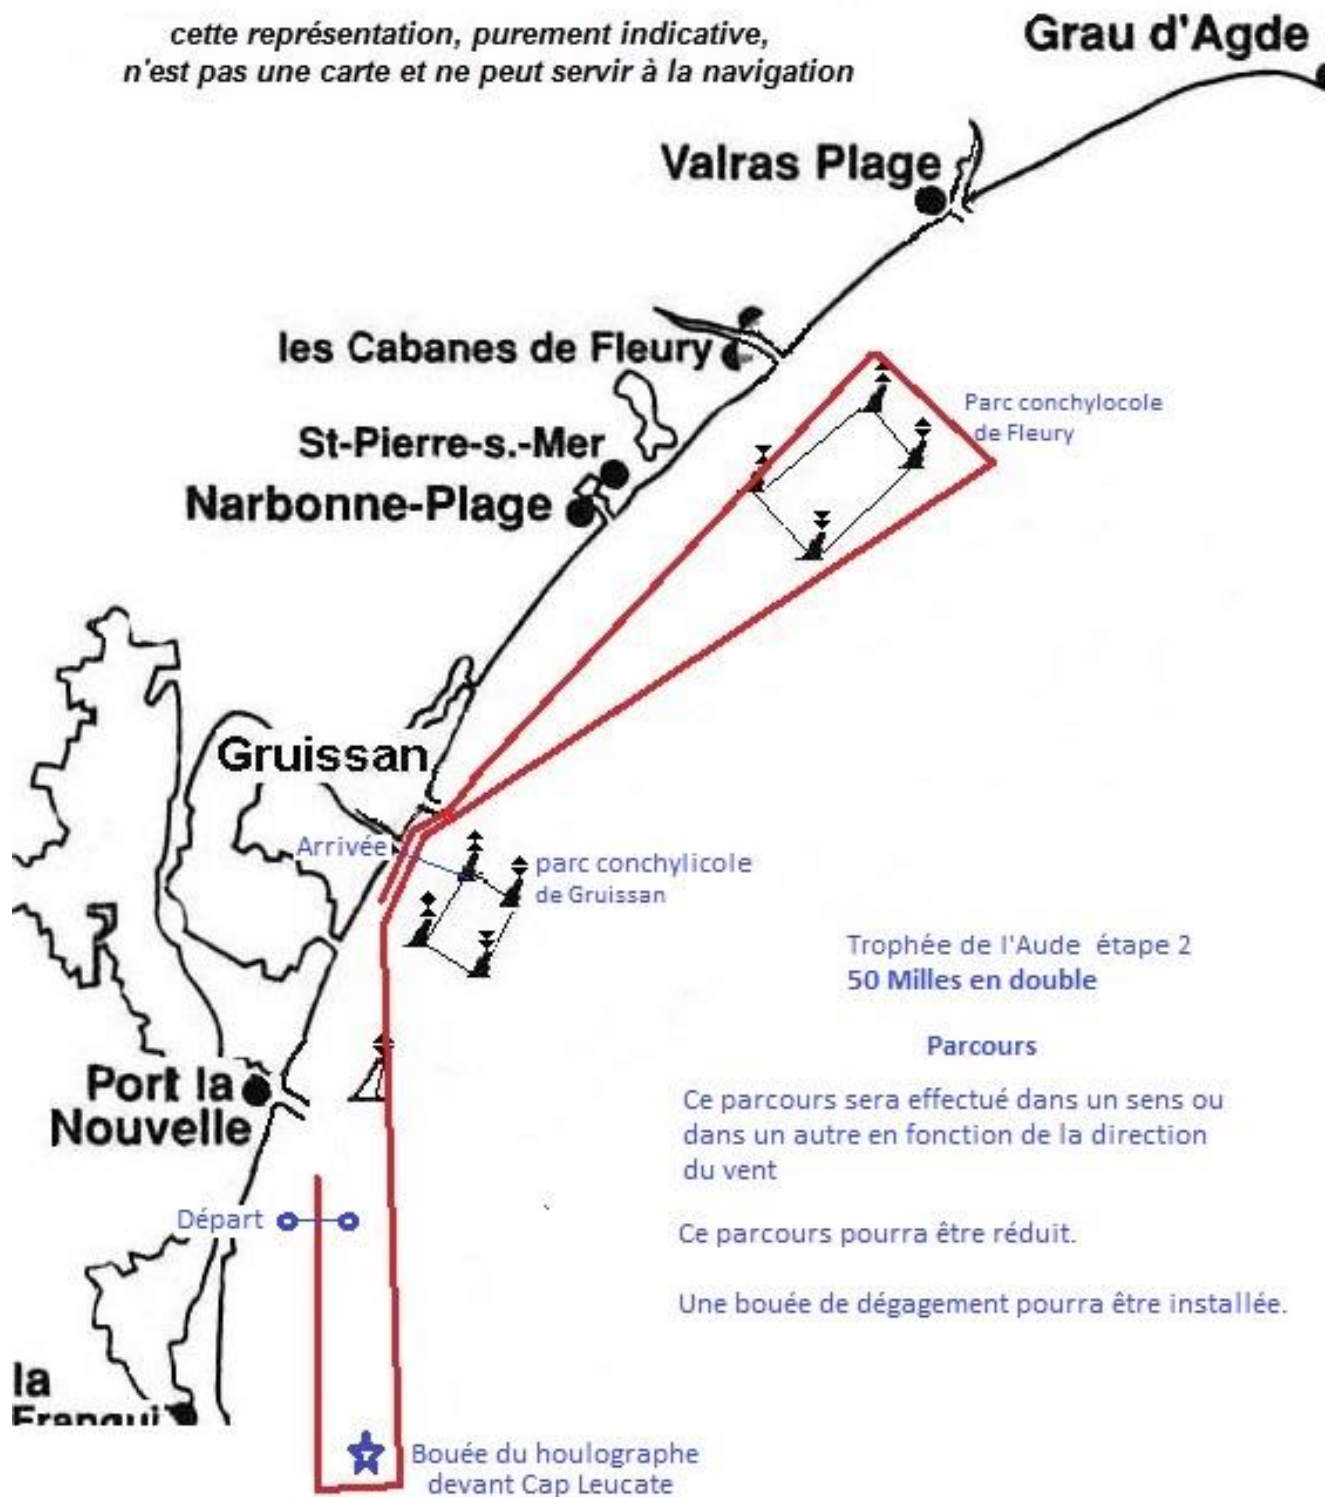 cette représentation, purement indicative,
n'est pas une carte et ne peut servir à la navigation
Grau d'Agde
Valras Plage
les Cabanes de Fleury
Parc conchylocole
de Fleury
St-Pierre-s.-Mer
Narbonne-Plage
Gruissan
Arrivée
parc conchylicole
de Gruissan
Trophée de l'Aude étape 2
50 Milles en double
Parcours
Port la
Nouvelle
Ce parcours sera effectué dans un sens ou
dans un autre en fonction de la direction
du vent
Départ
Ce parcours pourra être réduit.
Une bouée de dégagement pourra être installée.
la
Franqui
Bouée du houlographe
devant Cap Leucate